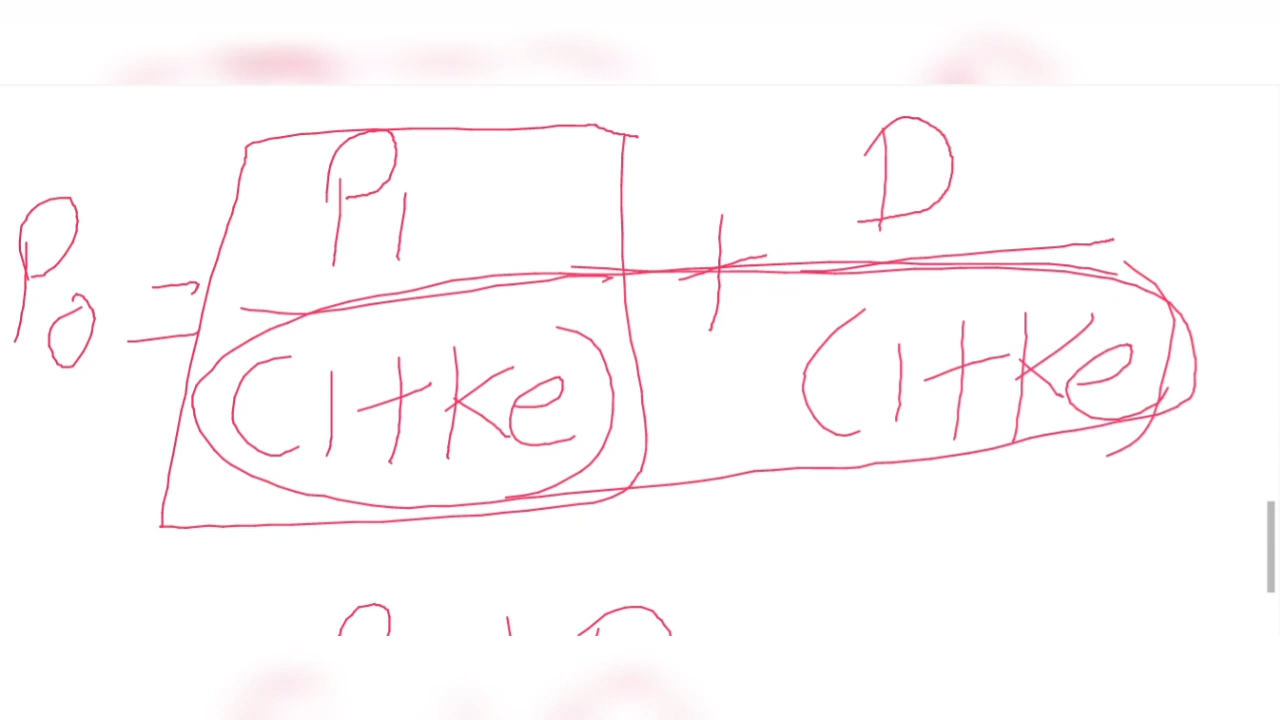 P0 = P1/(1+Ke) + D/(1+Ke)